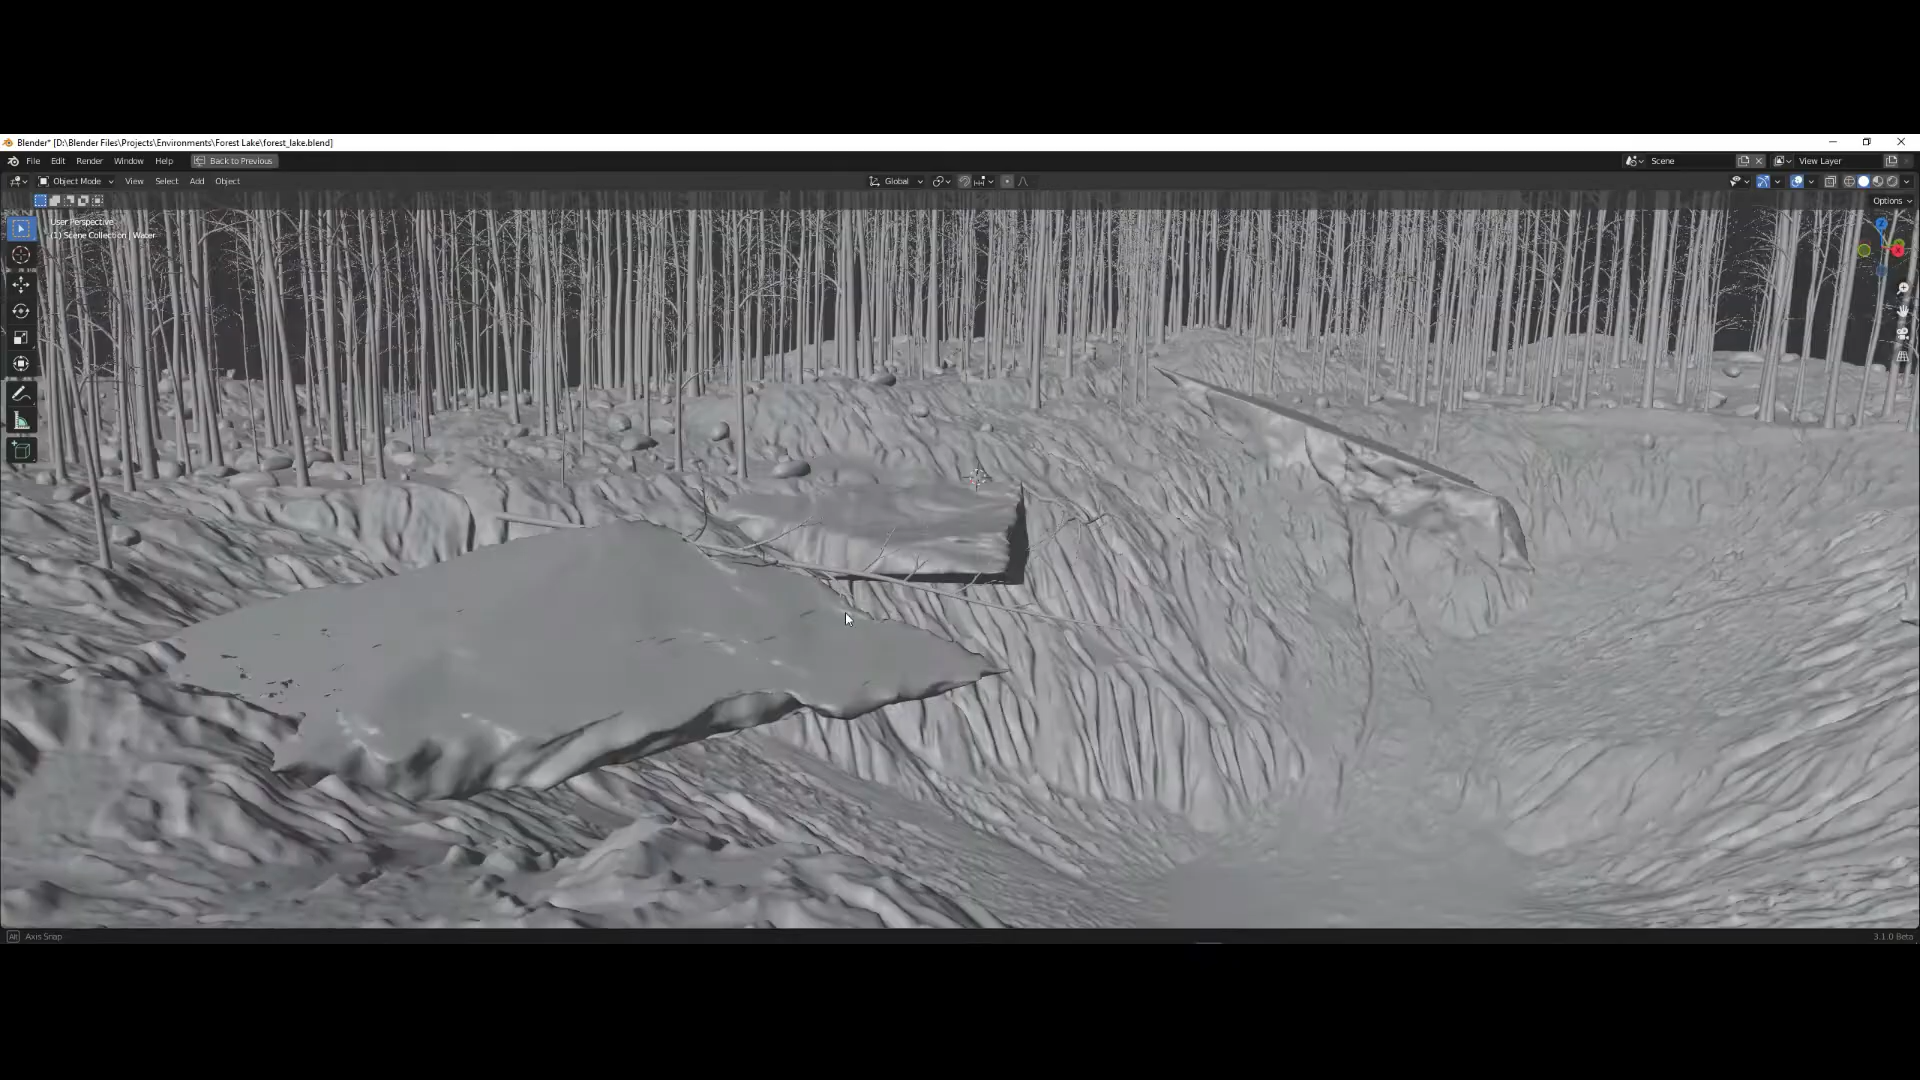 Blender* [D:\Blender Files\Projects\Environments\Forest Lake\forest_lake.blend]
File Edit Render Window Help Back to Previous Scene View Layer
Object Mode View Select Add Object Global
Options
User Perspective
(1) Scene Collection | Water
Alt Axis Snap 3.1.0 Beta